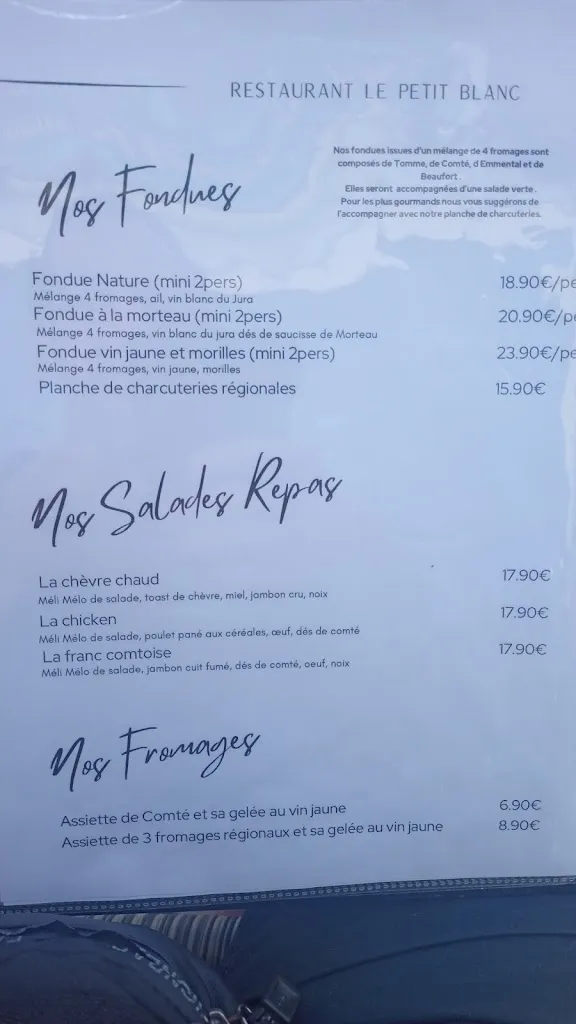 RESTAURANT LE PETIT BLANC
Nos Fondues
Nos fondues issues d'un mélange de 4 fromages sont
composés de Tomme, de Comté, d Emmental et de
Beaufort.
Elles seront accompagnées d'une salade verte.
Pour les plus gourmands nous vous suggérons de
l'accompagner avec notre planche de charcuteries.
Fondue Nature (mini 2pers) 18.90€/pe
Mélange 4 fromages, ail, vin blanc du Jura
Fondue à la morteau (mini 2pers) 20.90€/pe
Mélange 4 fromages, vin blanc du jura dés de saucisse de Morteau
Fondue vin jaune et morilles (mini 2pers) 23.90€/pe
Mélange 4 fromages, vin jaune, morilles
Planche de charcuteries régionales 15.90€
Nos Salades Repas
La chèvre chaud 17.90€
Méli Mélo de salade, toast de chèvre, miel, jambon cru, noix
La chicken 17.90€
Méli Mélo de salade, poulet pané aux céréales, œuf, dés de comté
La franc comtoise 17.90€
Méli Mélo de salade, jambon cuit fumé, dés de comté, oeuf, noix
Nos Fromages
Assiette de Comté et sa gelée au vin jaune 6.90€
Assiette de 3 fromages régionaux et sa gelée au vin jaune 8.90€